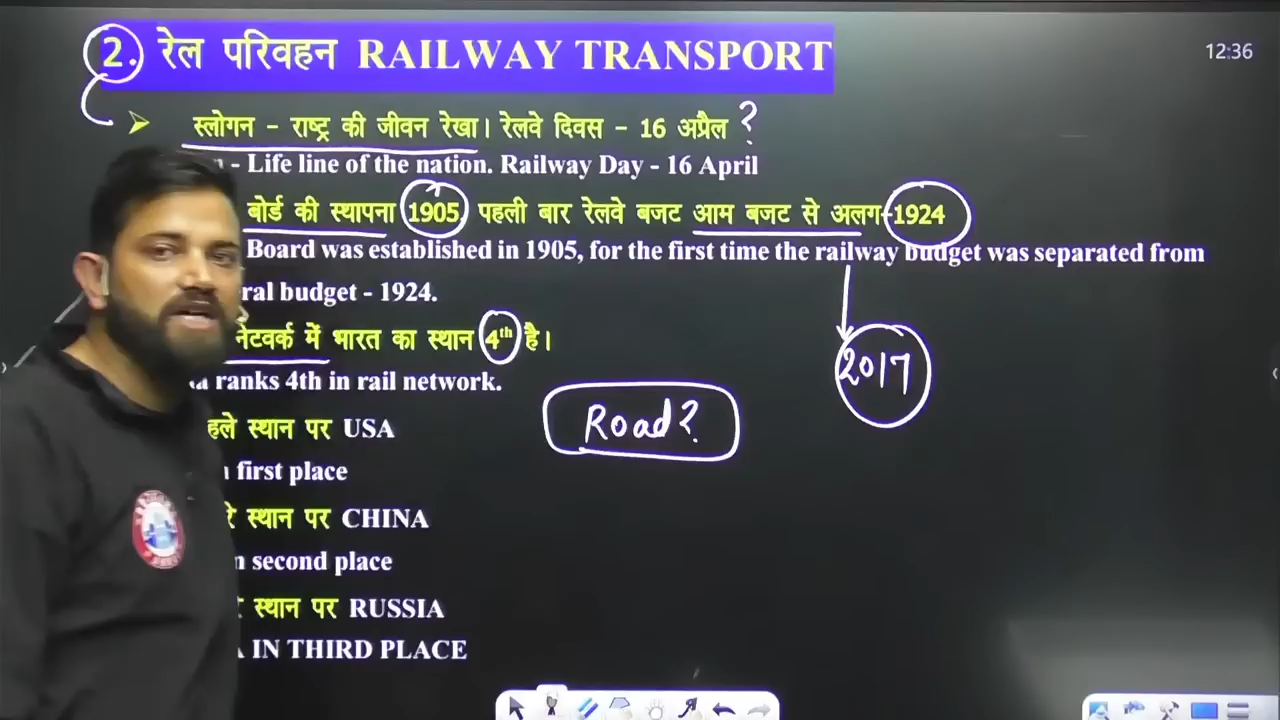 2. रेल परिवहन RAILWAY TRANSPORT
12:36
स्लोगन - राष्ट्र की जीवन रेखा। रेलवे दिवस - 16 अप्रैल ?
- Life line of the nation. Railway Day - 16 April
बोर्ड की स्थापना 1905, पहली बार रेलवे बजट आम बजट से अलग-1924
Board was established in 1905, for the first time the railway budget was separated from
budget - 1924.
2017
नेटवर्क में भारत का स्थान 4th है।
ranks 4th in rail network.
Road?
स्थान पर USA
first place
स्थान पर CHINA
second place
स्थान पर RUSSIA
IN THIRD PLACE